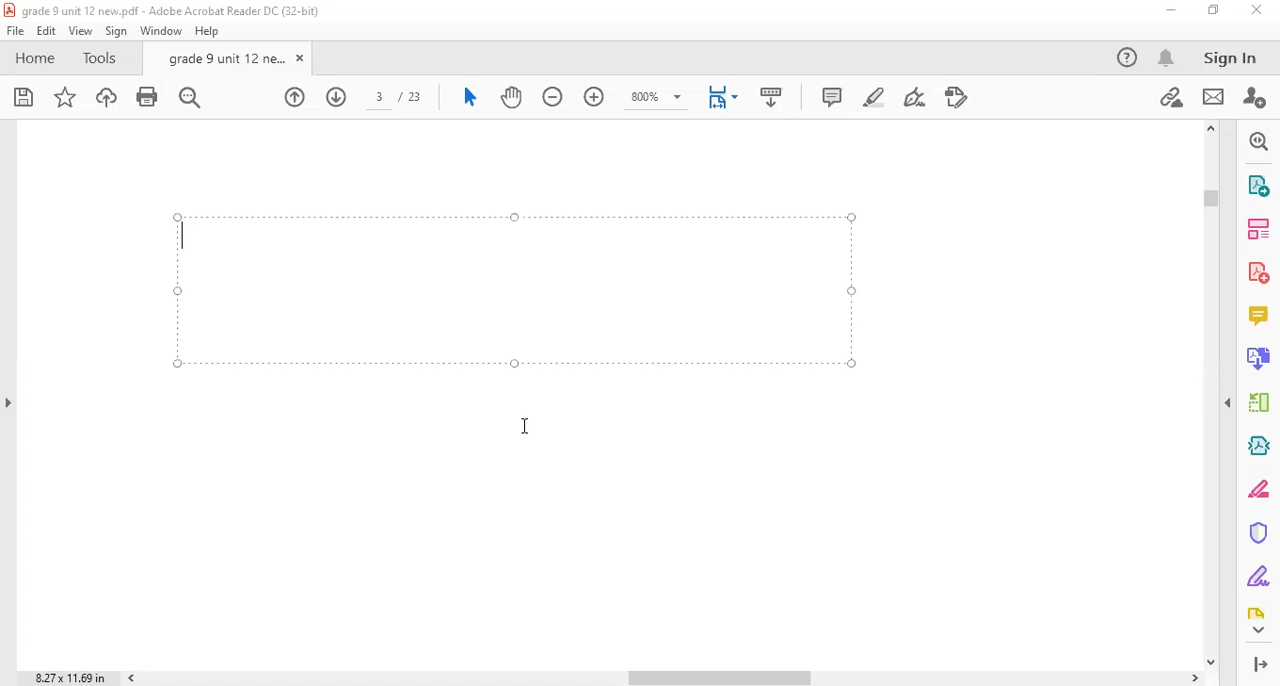 grade 9 unit 12 new.pdf - Adobe Acrobat Reader DC (32-bit)
File Edit View Sign Window Help
Home Tools grade 9 unit 12 ne... × Sign In
3 / 23 800%
8.27 x 11.69 in